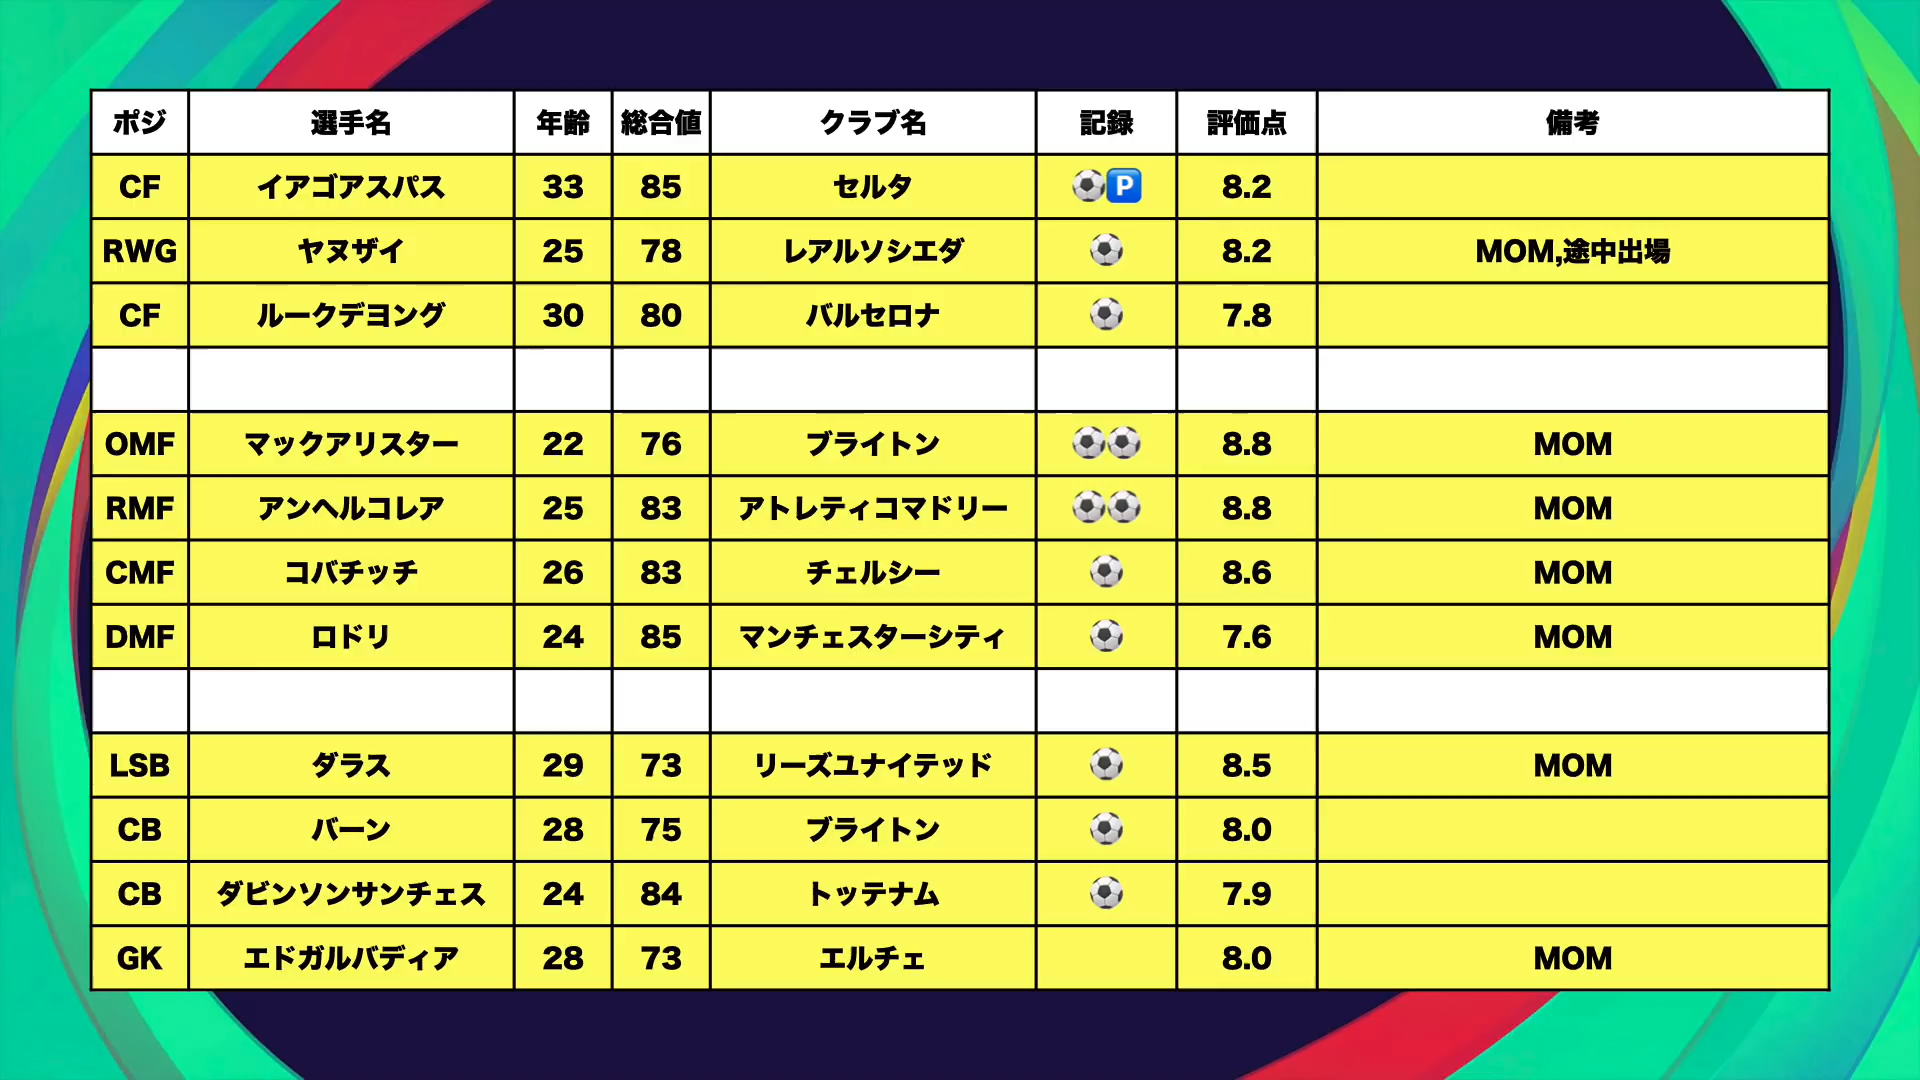 ポジ 選手名 年齢 総合値 クラブ名 記録 評価点 備考
CF イアゴアスパス 33 85 セルタ ⚽🅿️ 8.2
RWG ヤヌザイ 25 78 レアルソシエダ ⚽ 8.2 MOM,途中出場
CF ルークデヨング 30 80 バルセロナ ⚽ 7.8
OMF マックアリスター 22 76 ブライトン ⚽⚽ 8.8 MOM
RMF アンヘルコレア 25 83 アトレティコマドリー ⚽⚽ 8.8 MOM
CMF コバチッチ 26 83 チェルシー ⚽ 8.6 MOM
DMF ロドリ 24 85 マンチェスターシティ ⚽ 7.6 MOM
LSB ダラス 29 73 リーズユナイテッド ⚽ 8.5 MOM
CB バーン 28 75 ブライトン ⚽ 8.0
CB ダビンソンサンチェス 24 84 トッテナム ⚽ 7.9
GK エドガルバディア 28 73 エルチェ 8.0 MOM